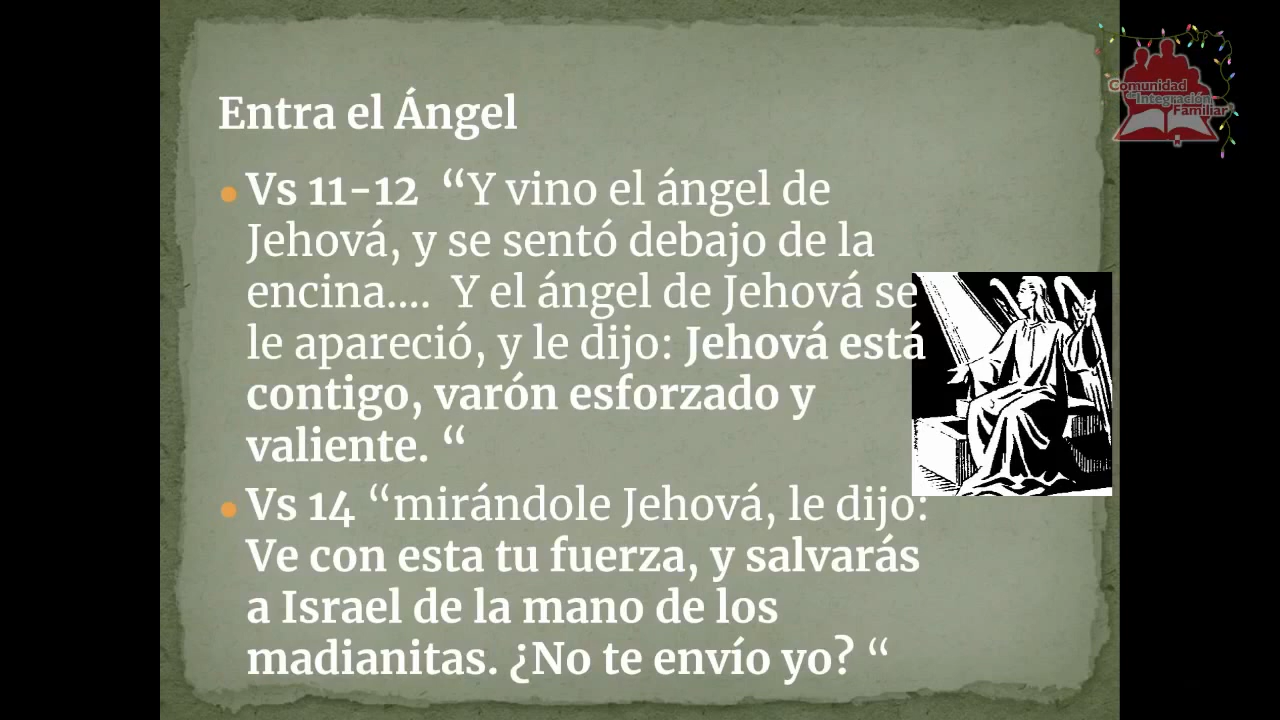 Entra el Ángel
• Vs 11-12 “Y vino el ángel de
Jehová, y se sentó debajo de la
encina.... Y el ángel de Jehová se
le apareció, y le dijo: Jehová está
contigo, varón esforzado y
valiente. “
• Vs 14 “mirándole Jehová, le dijo:
Ve con esta tu fuerza, y salvarás
a Israel de la mano de los
madianitas. ¿No te envío yo? “
Comunidad
de Integración
Familiar